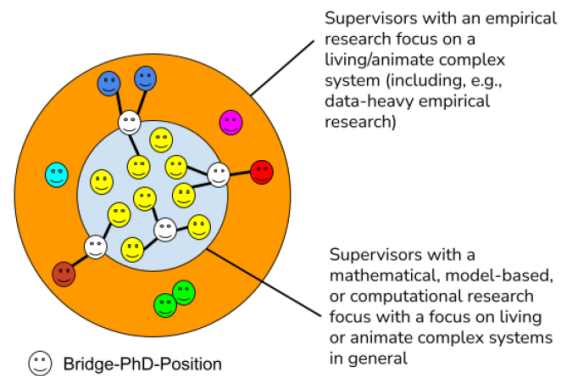 Supervisors with an empirical
research focus on a
living/animate complex
system (including, e.g.,
data-heavy empirical
research)
Supervisors with a
mathematical, model-based,
or computational research
focus with a focus on living
or animate complex systems
in general
Bridge-PhD-Position